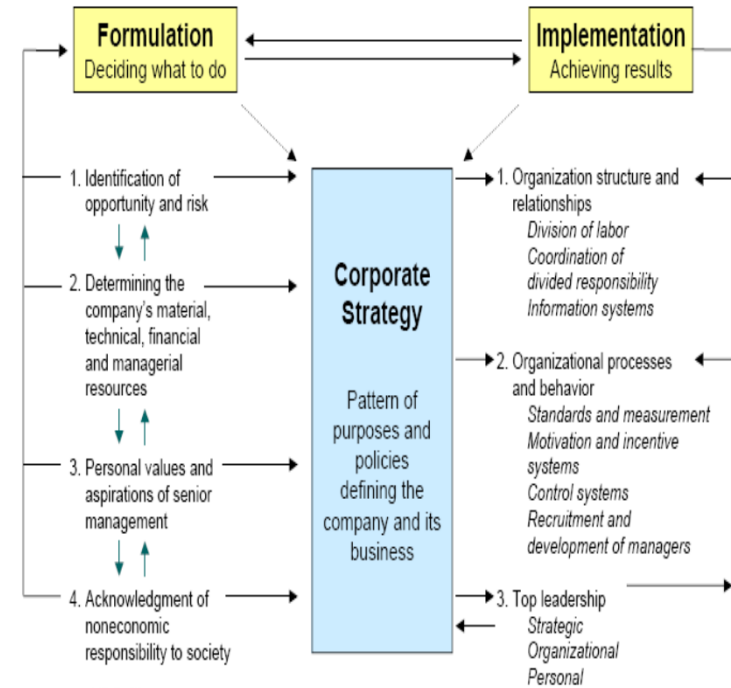 Formulation
Deciding what to do
Implementation
Achieving results
1. Identification of
opportunity and risk
2. Determining the
company's material,
technical, financial
and managerial
resources
3. Personal values and
aspirations of senior
management
4. Acknowledgment of
noneconomic
responsibility to society
Corporate
Strategy
Pattern of
purposes and
policies
defining the
company and its
business
1. Organization structure and
relationships
Division of labor
Coordination of
divided responsibility
Information systems
2. Organizational processes
and behavior
Standards and measurement
Motivation and incentive
systems
Control systems
Recruitment and
development of managers
3. Top leadership
Strategic
Organizational
Personal